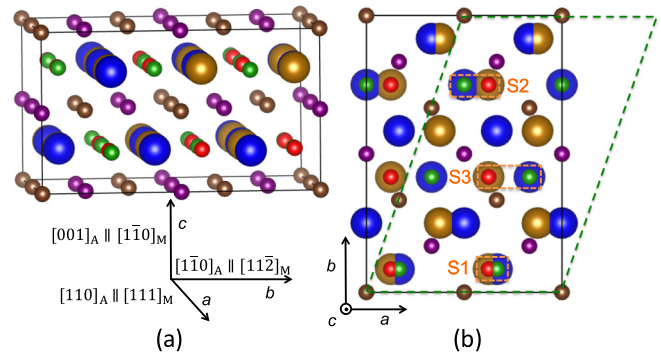 S2
S3
S1
c
[001]A ∥ [11̄0]M
[11̄0]A ∥ [112̄]M
b
[110]A ∥ [111]M
a
b
c
a
(a)
(b)